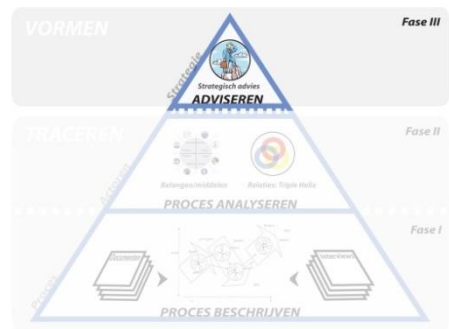 VORMEN
Fase III
Strategie
Strategisch advies
ADVISEREN
TRACEREN
Fase II
Actoren
Belangen/middelen
Relaties: Triple Helix
PROCES ANALYSEREN
Fase I
Proces
Documenten
PROCES BESCHRIJVEN